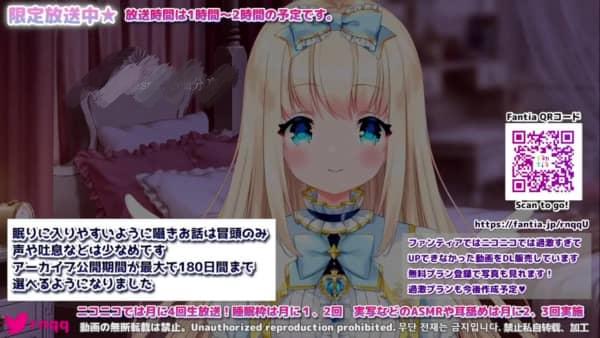 限定放送中★ 放送時間は1時間～2時間の予定です。
Fantia QRコード
Scan to go!
https://fantia.jp/rnqqU
眠りに入りやすいように囁きお話は冒頭のみ
声や吐息などは少なめです
アーカイブ公開期間が最大で180日間まで
選べるようになりました
ファンティアではニコニコでは過激すぎて
UPできなかった動画をDL販売しています
無料プラン登録で写真も見れます！
過激プランも今後作成予定♥
ニコニコでは月に4回生放送！睡眠枠は月に１、2回 実写などのASMRや耳舐めは月に2、3回実施
rnqq
動画の無断転載は禁止。Unauthorized reproduction prohibited. 무단 전재는 금지입니다. 禁止私自转载、加工